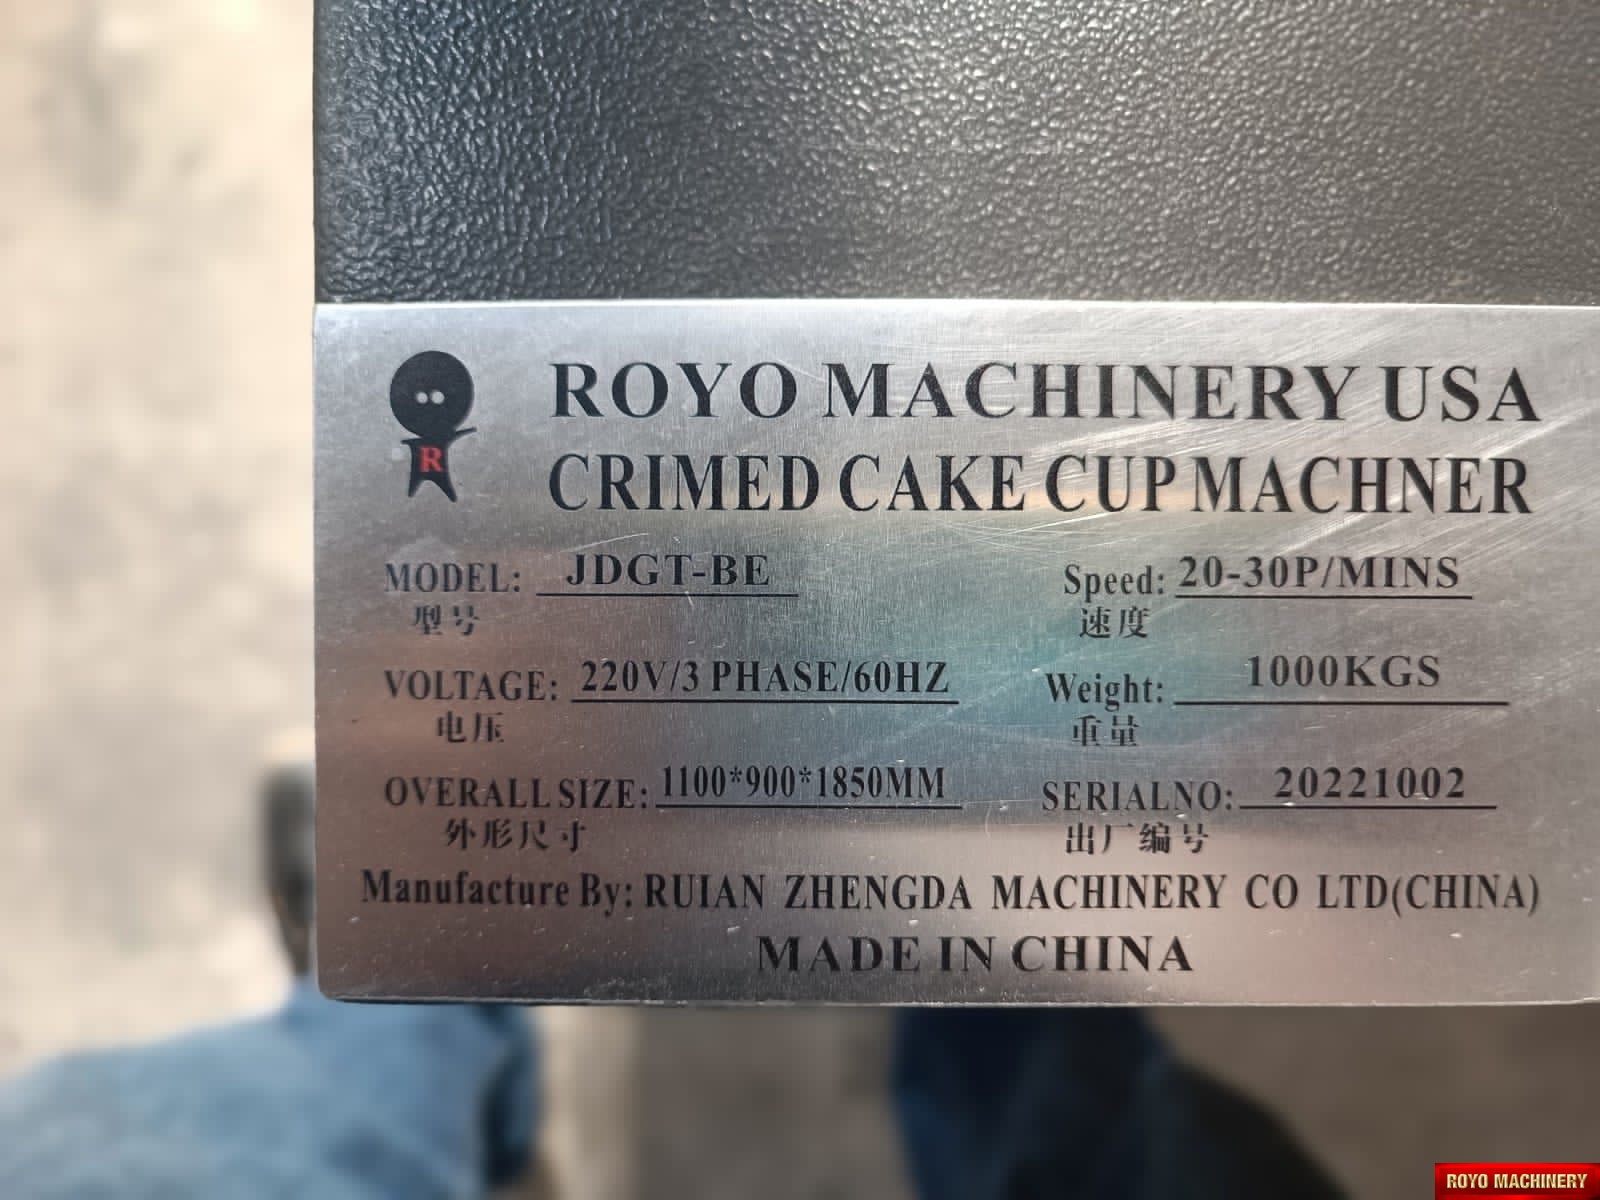 ROYO MACHINERY USA
CRIMED CAKE CUP MACHNER
R
MODEL: JDGT-BE Speed: 20-30P/MINS
型号 速度
VOLTAGE: 220V/3 PHASE/60HZ Weight: 1000KGS
电压 重量
OVERALL SIZE: 1100*900*1850MM SERIALNO: 20221002
外形尺寸 出厂编号
Manufacture By: RUIAN ZHENGDA MACHINERY CO LTD(CHINA)
MADE IN CHINA
ROYO MACHINERY